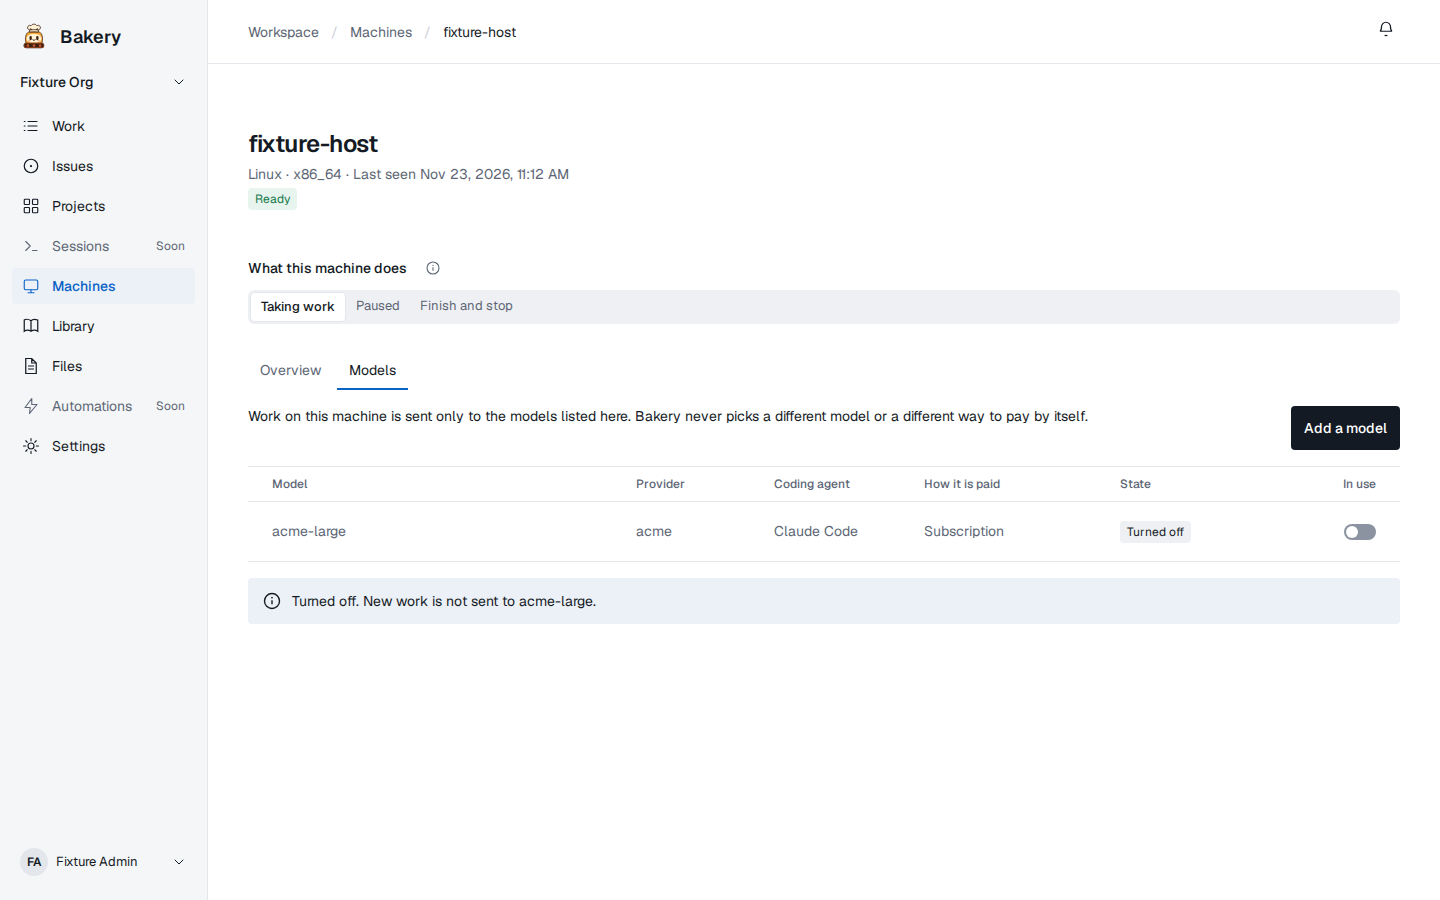 Bakery
Fixture Org
Work
Issues
Projects
Sessions Soon
Machines
Library
Files
Automations Soon
Settings
FA Fixture Admin
Workspace / Machines / fixture-host
fixture-host
Linux · x86_64 · Last seen Nov 23, 2026, 11:12 AM
Ready
What this machine does
Taking work Paused Finish and stop
Overview Models
Work on this machine is sent only to the models listed here. Bakery never picks a different model or a different way to pay by itself.
Add a model
Model Provider Coding agent How it is paid State In use
acme-large acme Claude Code Subscription Turned off
Turned off. New work is not sent to acme-large.